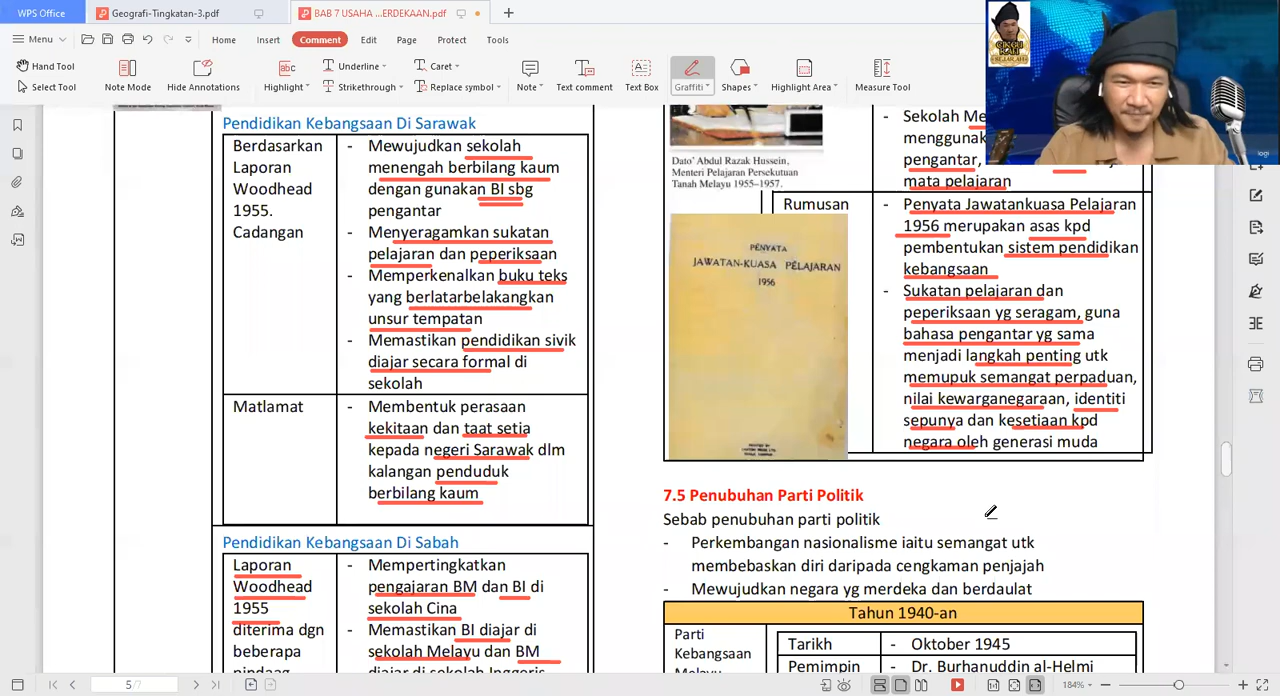 WPS Office
Geografi-Tingkatan-3.pdf
BAB 7 USAHA ...ERDEKAAN.pdf
Menu
Home
Insert
Comment
Edit
Page
Protect
Tools
Hand Tool
Select Tool
Note Mode
Hide Annotations
Highlight
Underline
Strikethrough
Caret
Replace symbol
Note
Text comment
Text Box
Graffiti
Shapes
Highlight Area
Measure Tool
Pendidikan Kebangsaan Di Sarawak
Berdasarkan
Laporan
Woodhead
1955.
Cadangan
- Mewujudkan sekolah
menengah berbilang kaum
dengan gunakan BI sbg
pengantar
- Menyeragamkan sukatan
pelajaran dan peperiksaan
- Memperkenalkan buku teks
yang berlatarbelakangkan
unsur tempatan
- Memastikan pendidikan sivik
diajar secara formal di
sekolah
Matlamat
- Membentuk perasaan
kekitaan dan taat setia
kepada negeri Sarawak dlm
kalangan penduduk
berbilang kaum
Pendidikan Kebangsaan Di Sabah
Laporan
Woodhead
1955
diterima dgn
beberapa
- Mempertingkatkan
pengajaran BM dan BI di
sekolah Cina
- Memastikan BI diajar di
sekolah Melayu dan BM
diajar di sekolah Inggeris
Dato' Abdul Razak Hussein,
Menteri Pelajaran Persekutuan
Tanah Melayu 1955–1957.
- Sekolah
menggunak
pengantar,
mata pelajaran
PENYATA
JAWATAN-KUASA PELAJARAN
1956
Rumusan
- Penyata Jawatankuasa Pelajaran
1956 merupakan asas kpd
pembentukan sistem pendidikan
kebangsaan
- Sukatan pelajaran dan
peperiksaan yg seragam, guna
bahasa pengantar yg sama
menjadi langkah penting utk
memupuk semangat perpaduan,
nilai kewarganegaraan, identiti
sepunya dan kesetiaan kpd
negara oleh generasi muda
7.5 Penubuhan Parti Politik
Sebab penubuhan parti politik
- Perkembangan nasionalisme iaitu semangat utk
membebaskan diri daripada cengkaman penjajah
- Mewujudkan negara yg merdeka dan berdaulat
Tahun 1940-an
Parti
Kebangsaan
Melayu
Tarikh - Oktober 1945
Pemimpin - Dr. Burhanuddin al-Helmi
5/7
184%
logi